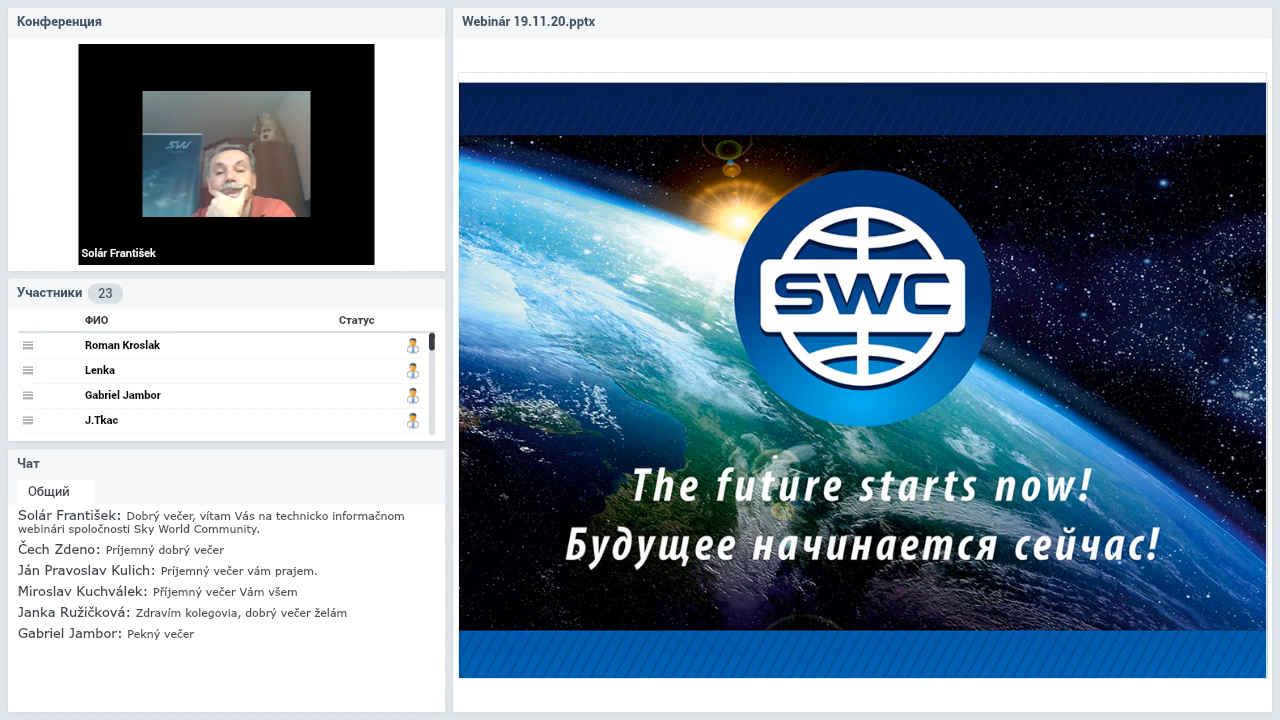 Конференция
Solár František
Участники 23
ФИО Статус
Roman Kroslak
Lenka
Gabriel Jambor
J.Tkac
Чат
Общий
Solár František: Dobrý večer, vítam Vás na technicko informačnom
webinári spoločnosti Sky World Community.
Čech Zdeno: Príjemný dobrý večer
Ján Pravoslav Kulich: Príjemný večer vám prajem.
Miroslav Kuchválek: Příjemný večer Vám všem
Janka Ružičková: Zdravím kolegovia, dobrý večer želám
Gabriel Jambor: Pekný večer
Webinár 19.11.20.pptx
SWC
The future starts now!
Будущее начинается сейчас!